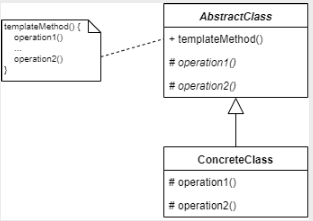 templateMethod() {
operation1()
...
operation2()
}
AbstractClass
+ templateMethod()
# operation1()
# operation2()
ConcreteClass
# operation1()
# operation2()